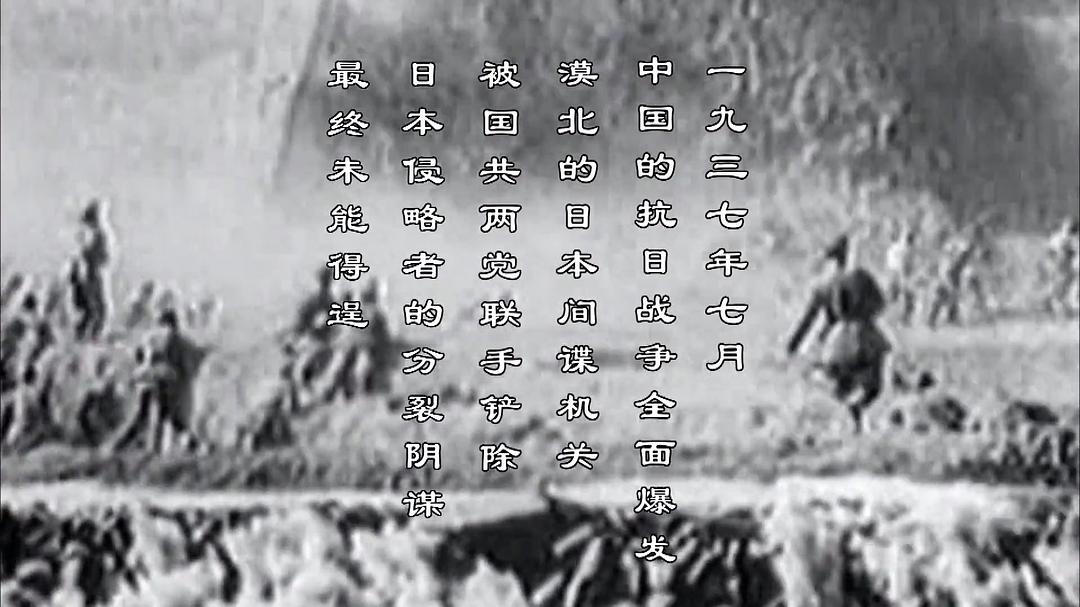 一九三七年七月
中国的抗日战争全面爆发
漠北的日本间谍机关
被国共两党联手铲除
日本侵略者的分裂阴谋
最终未能得逞